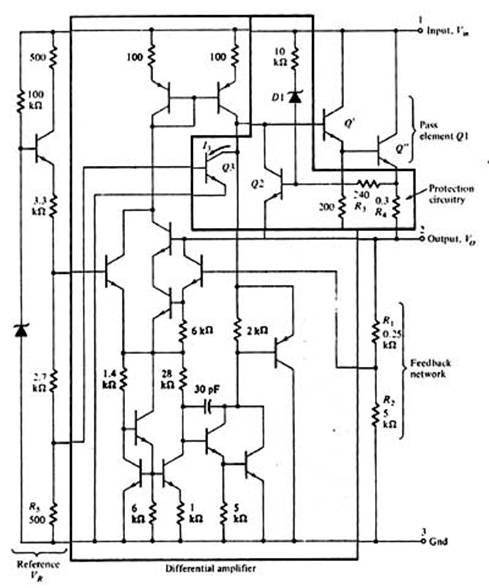 1
Input, Vin
500
100
100
10
kΩ
100
kΩ
D1
Q'
Pass
element Q1
Q"
I3
Q3
Q2
3.3
kΩ
240
R3
200
0.3
R4
Protection
circuitry
2
Output, VO
6 kΩ
2 kΩ
R1
0.25
kΩ
Feedback
network
2.7
kΩ
1.4
kΩ
28
kΩ
30 pF
R2
5
kΩ
R5
500
6
kΩ
1
kΩ
5
kΩ
3
Gnd
Reference
VR
Differential amplifier